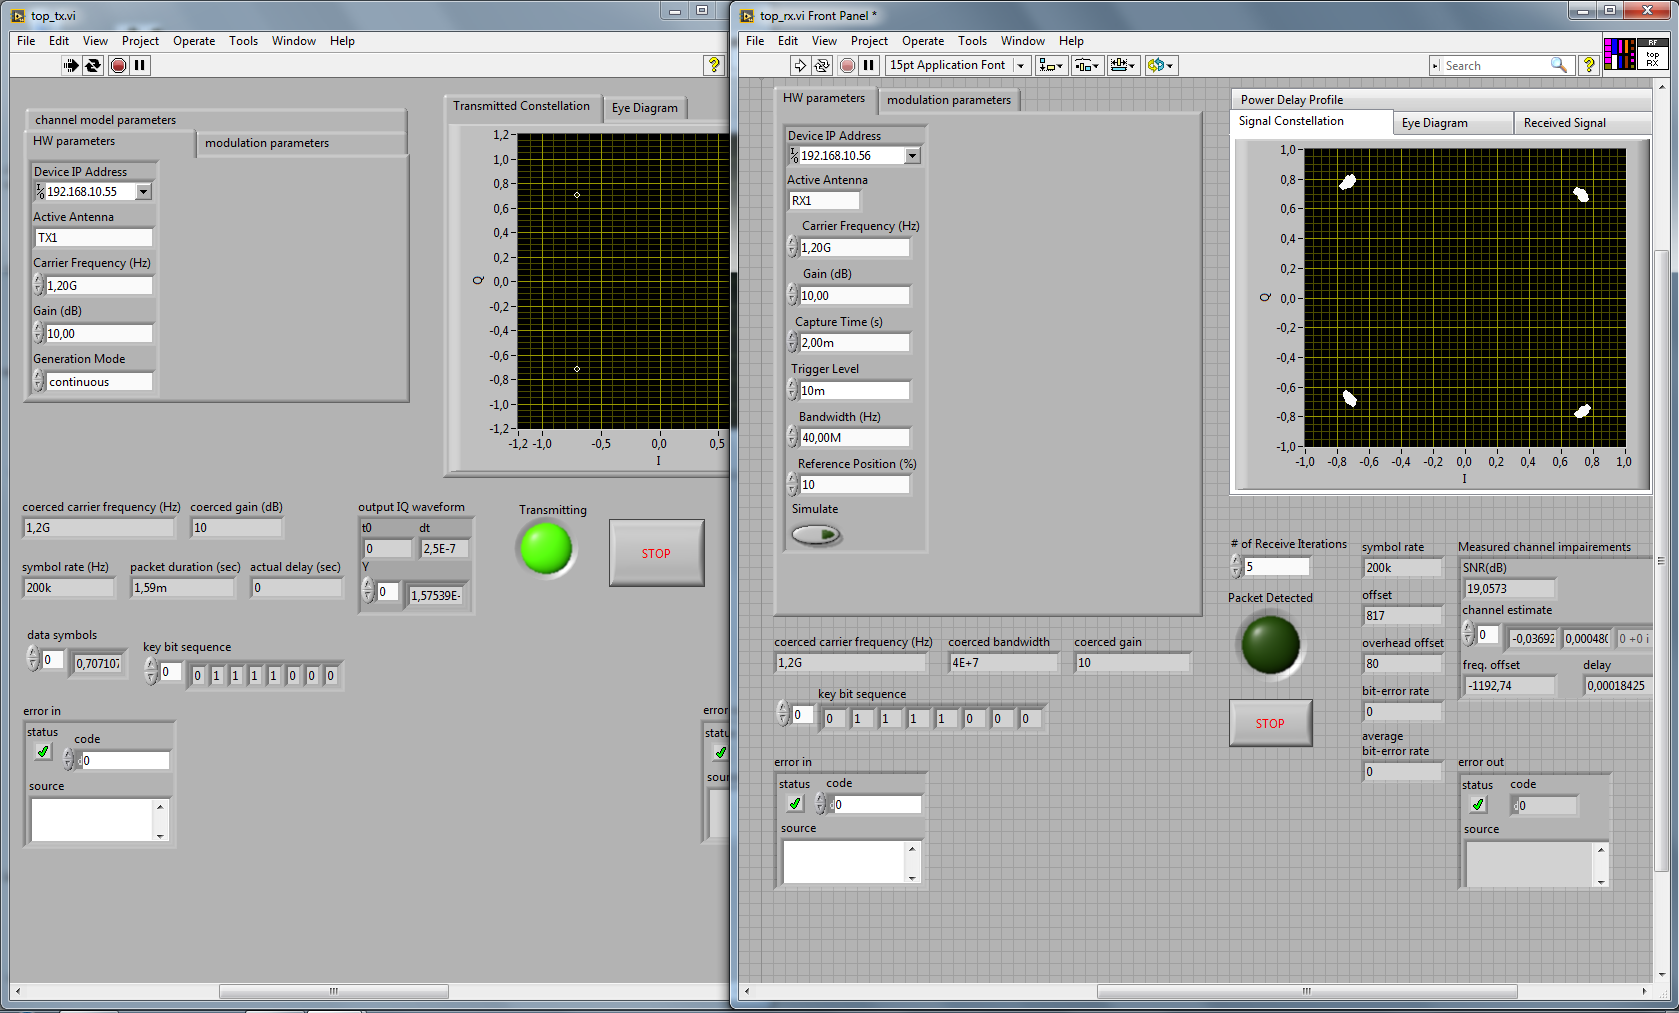 top_tx.vi
File Edit View Project Operate Tools Window Help
channel model parameters
HW parameters
modulation parameters
Device IP Address
192.168.10.55
Active Antenna
TX1
Carrier Frequency (Hz)
1,20G
Gain (dB)
10,00
Generation Mode
continuous
Transmitted Constellation
Eye Diagram
1,2
1,0
0,8
0,6
0,4
0,2
0,0
-0,2
-0,4
-0,6
-0,8
-1,0
-1,2
Q
-1,2 -1,0 -0,5 0,0 0,5
I
coerced carrier frequency (Hz)
1,2G
coerced gain (dB)
10
output IQ waveform
t0
0
dt
2,5E-7
Y
0
1,57539E-
Transmitting
STOP
symbol rate (Hz)
200k
packet duration (sec)
1,59m
actual delay (sec)
0
data symbols
0
0,707107
key bit sequence
0
0 1 1 1 1 0 0 0
error in
status
code
d0
source
error
statu
sour
top_rx.vi Front Panel *
File Edit View Project Operate Tools Window Help
15pt Application Font
Search
RF
top
RX
HW parameters
modulation parameters
Device IP Address
192.168.10.56
Active Antenna
RX1
Carrier Frequency (Hz)
1,20G
Gain (dB)
10,00
Capture Time (s)
2,00m
Trigger Level
10m
Bandwidth (Hz)
40,00M
Reference Position (%)
10
Simulate
Power Delay Profile
Signal Constellation
Eye Diagram
Received Signal
1,0
0,8
0,6
0,4
0,2
0,0
-0,2
-0,4
-0,6
-0,8
-1,0
Q
-1,0 -0,8 -0,6 -0,4 -0,2 0,0 0,2 0,4 0,6 0,8 1,0
I
coerced carrier frequency (Hz)
1,2G
coerced bandwidth
4E+7
coerced gain
10
key bit sequence
0
0 1 1 1 1 0 0 0
error in
status
code
d0
source
# of Receive Iterations
5
Packet Detected
STOP
symbol rate
200k
offset
817
overhead offset
80
bit-error rate
0
average
bit-error rate
0
Measured channel impairements
SNR(dB)
19,0573
channel estimate
0
-0,03692
0,00048(
0 +0 i
freq. offset
-1192,74
delay
0,00018425
error out
status
code
d0
source